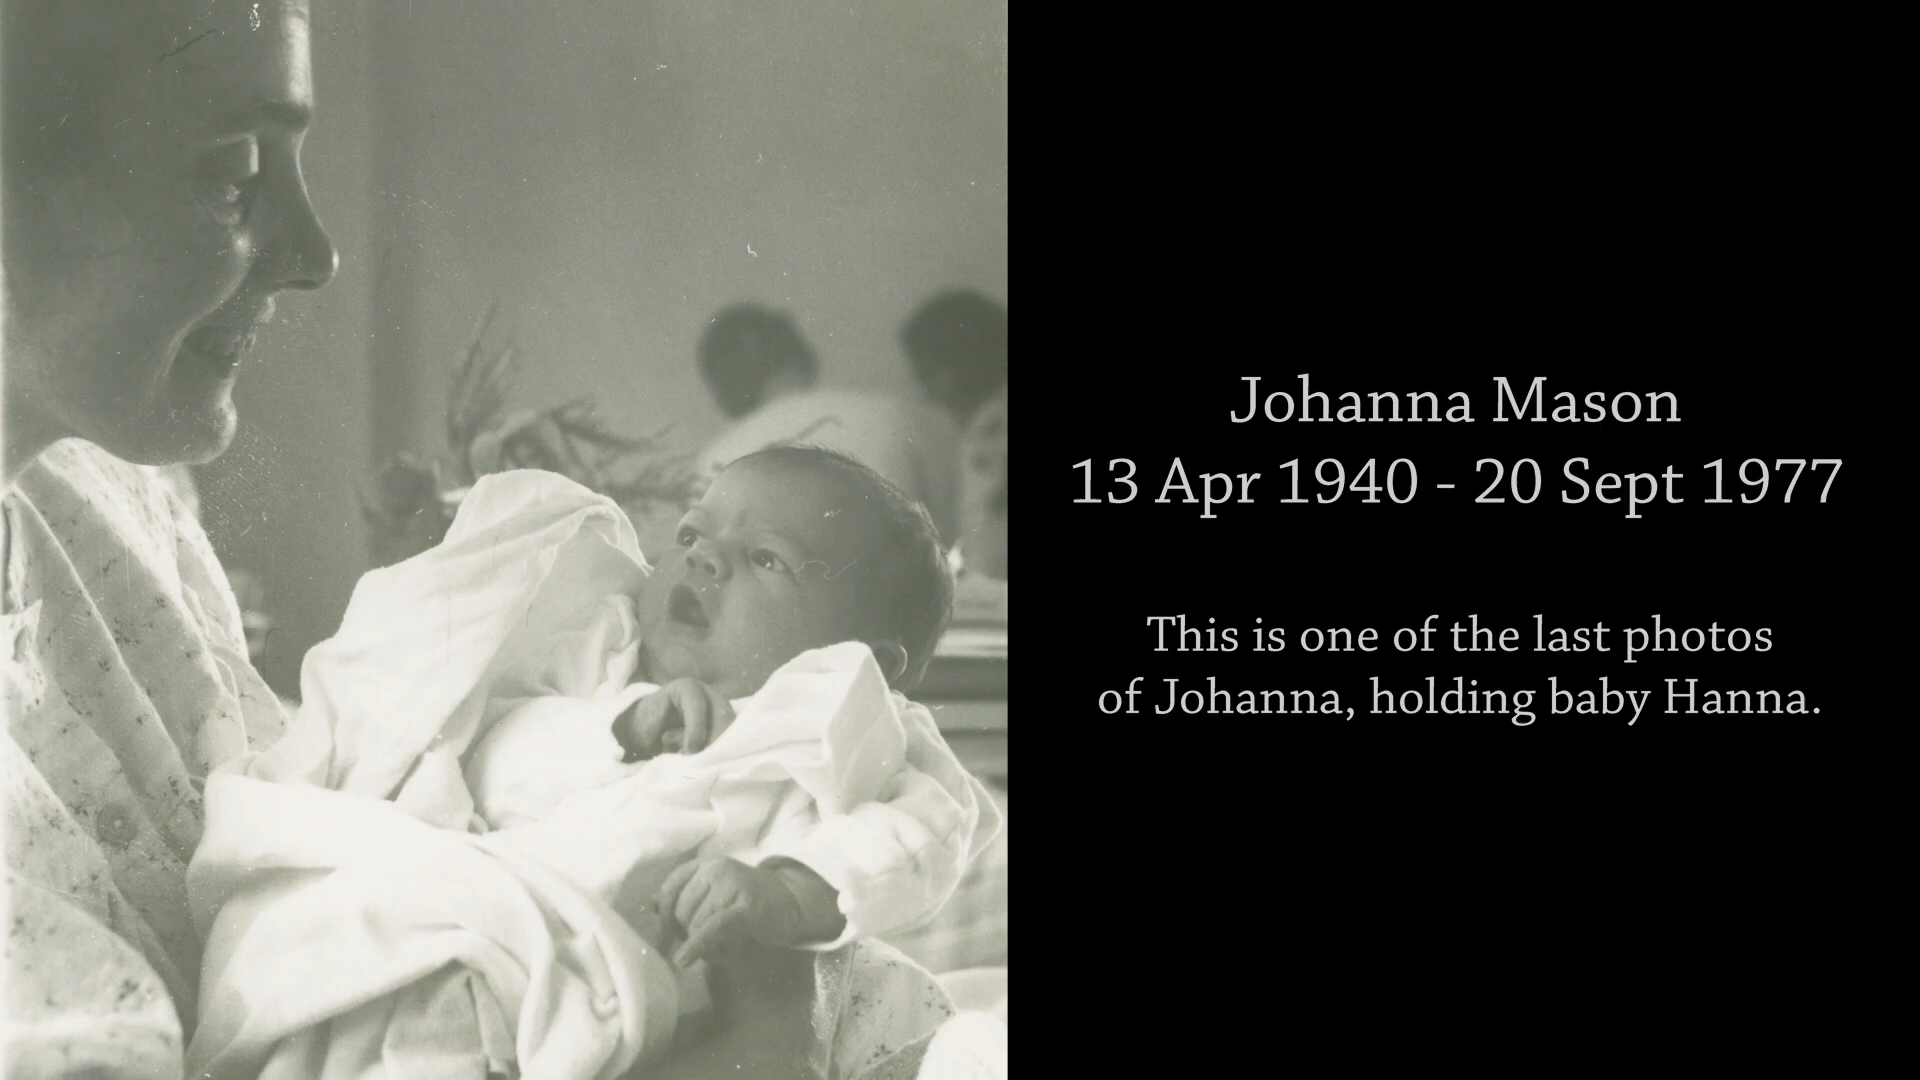 Johanna Mason
13 Apr 1940 - 20 Sept 1977
This is one of the last photos
of Johanna, holding baby Hanna.